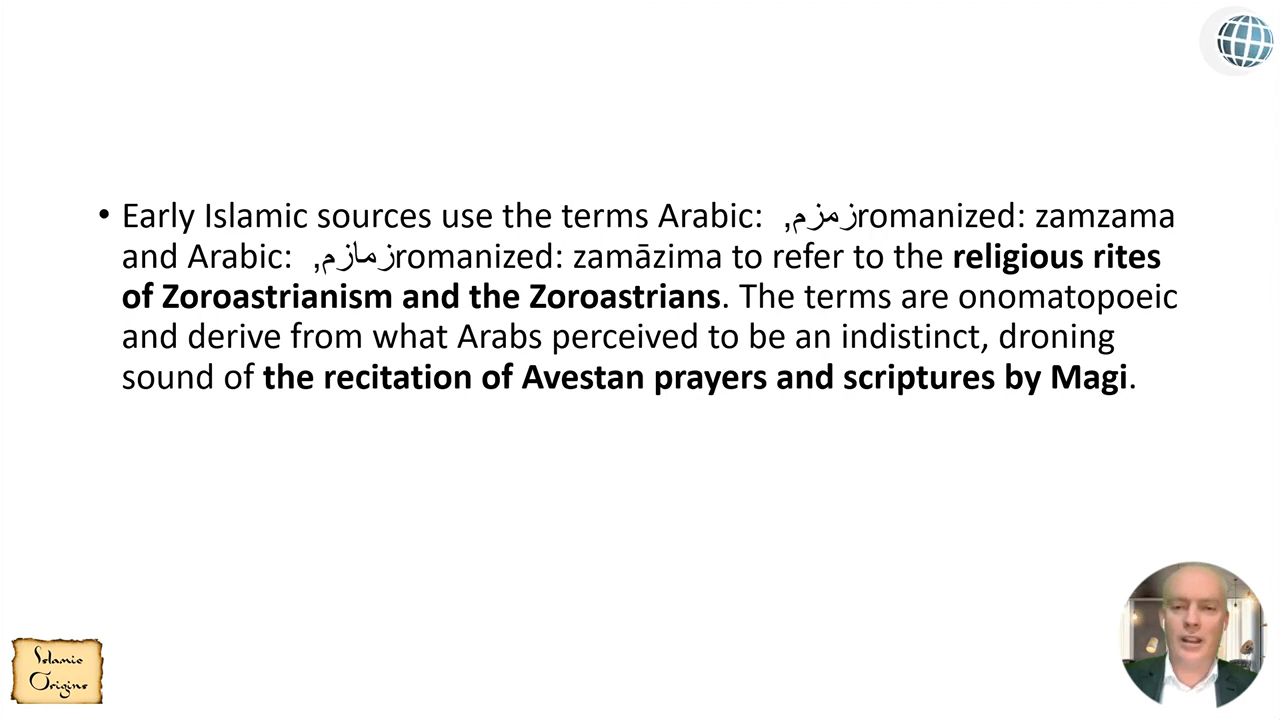 • Early Islamic sources use the terms Arabic: زمزم, romanized: zamzama
and Arabic: زمازم, romanized: zamāzima to refer to the religious rites
of Zoroastrianism and the Zoroastrians. The terms are onomatopoeic
and derive from what Arabs perceived to be an indistinct, droning
sound of the recitation of Avestan prayers and scriptures by Magi.
Islamic
Origins